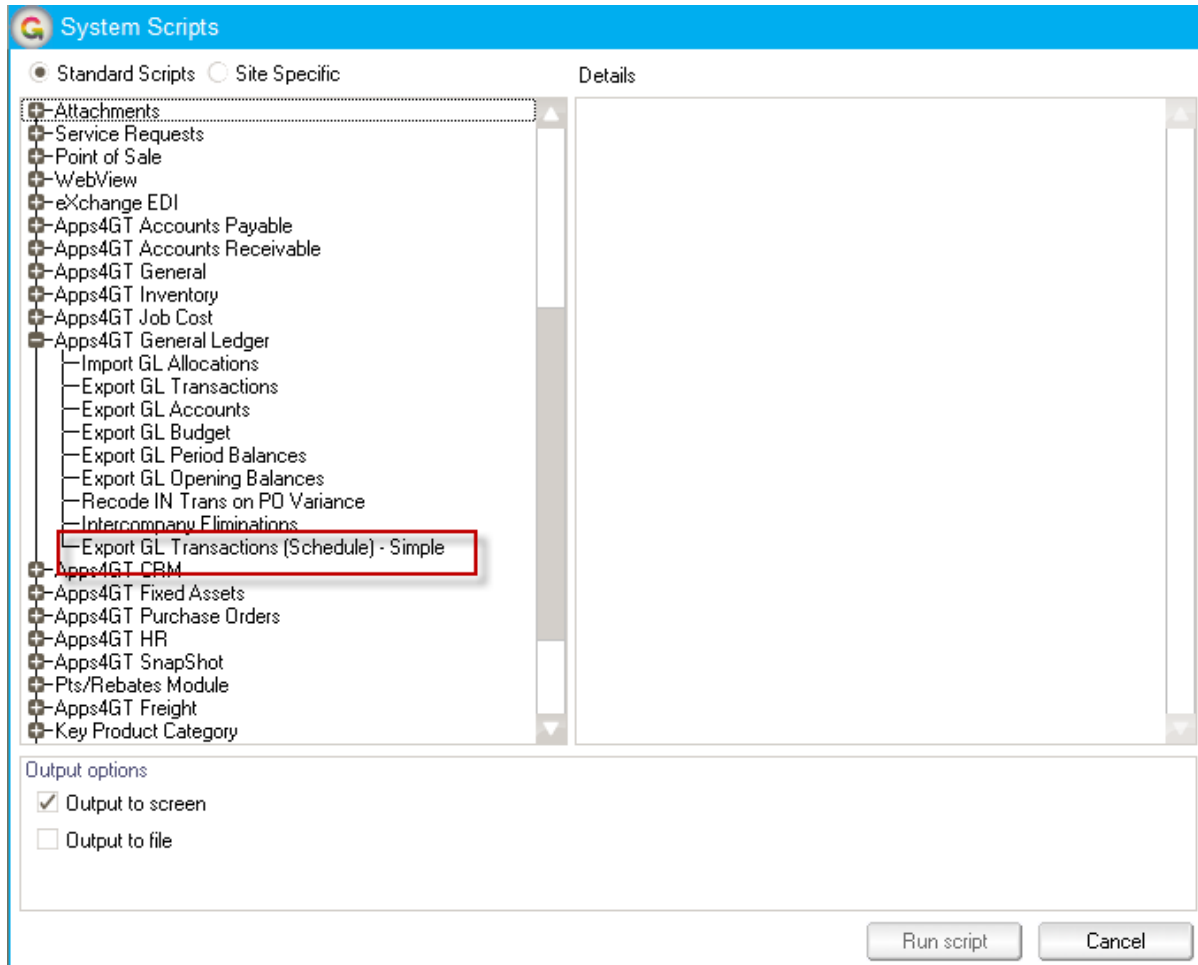 System Scripts
Standard Scripts Site Specific
Details
Attachments
Service Requests
Point of Sale
WebView
eXchange EDI
Apps4GT Accounts Payable
Apps4GT Accounts Receivable
Apps4GT General
Apps4GT Inventory
Apps4GT Job Cost
Apps4GT General Ledger
Import GL Allocations
Export GL Transactions
Export GL Accounts
Export GL Budget
Export GL Period Balances
Export GL Opening Balances
Recode IN Trans on PO Variance
Intercompany Eliminations
Export GL Transactions (Schedule) - Simple
Apps4GT CRM
Apps4GT Fixed Assets
Apps4GT Purchase Orders
Apps4GT HR
Apps4GT SnapShot
Pts/Rebates Module
Apps4GT Freight
Key Product Category
Output options
Output to screen
Output to file
Run script
Cancel